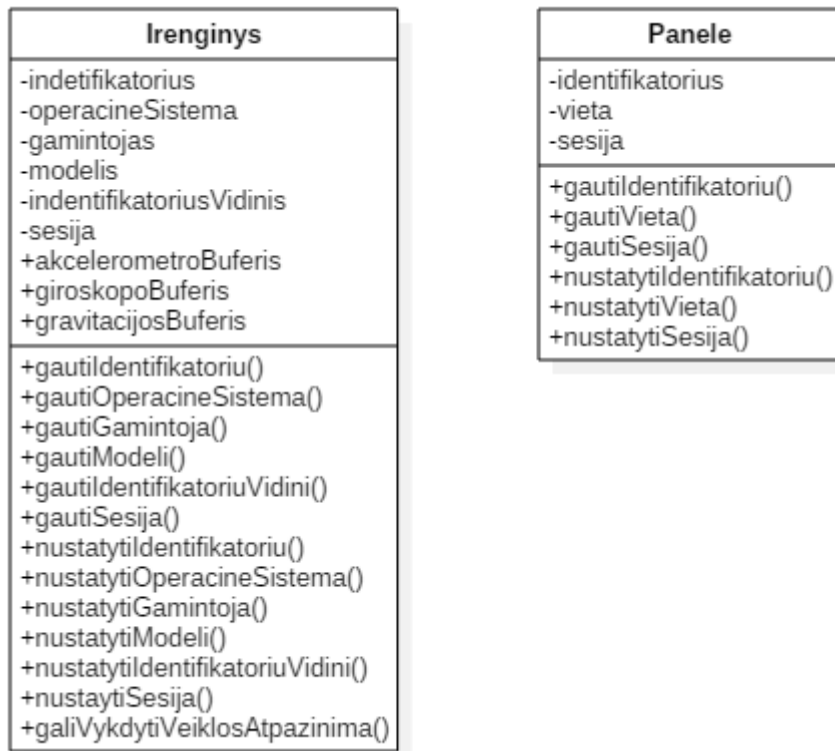 Irenginys
-indetifikatorius
-operacineSistema
-gamintojas
-modelis
-indentifikatoriusVidinis
-sesija
+akcelerometroBuferis
+giroskopoBuferis
+gravitacijosBuferis
+gautiIdentifikatoriu()
+gautiOperacineSistema()
+gautiGamintoja()
+gautiModeli()
+gautiIdentifikatoriuVidini()
+gautiSesija()
+nustatytiIdentifikatoriu()
+nustatytiOperacineSistema()
+nustatytiGamintoja()
+nustatytiModeli()
+nustatytiIdentifikatoriuVidini()
+nustaytiSesija()
+galiVykdytiVeiklosAtpazinima()
Panele
-identifikatorius
-vieta
-sesija
+gautiIdentifikatoriu()
+gautiVieta()
+gautiSesija()
+nustatytiIdentifikatoriu()
+nustatytiVieta()
+nustatytiSesija()